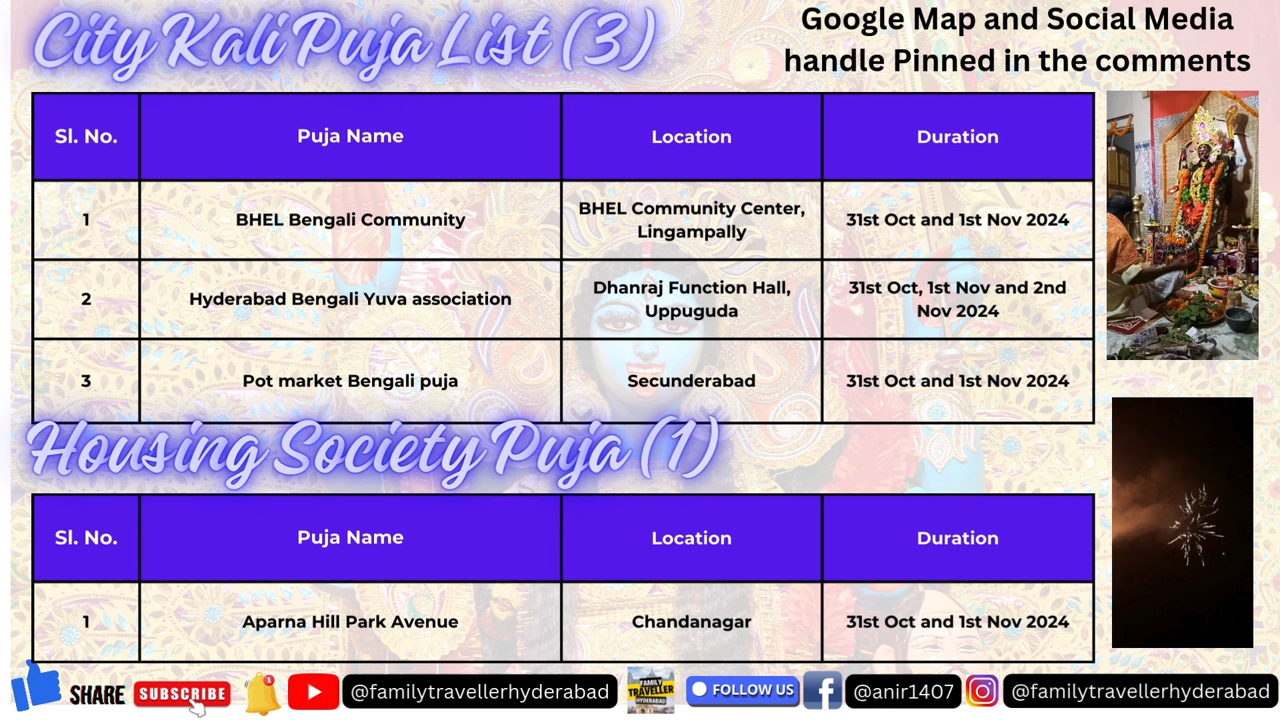 City Kali Puja List (3)
Google Map and Social Media
handle Pinned in the comments
Sl. No.
Puja Name
Location
Duration
1
BHEL Bengali Community
BHEL Community Center,
Lingampally
31st Oct and 1st Nov 2024
2
Hyderabad Bengali Yuva association
Dhanraj Function Hall,
Uppuguda
31st Oct, 1st Nov and 2nd
Nov 2024
3
Pot market Bengali puja
Secunderabad
31st Oct and 1st Nov 2024
Housing Society Puja (1)
Sl. No.
Puja Name
Location
Duration
1
Aparna Hill Park Avenue
Chandanagar
31st Oct and 1st Nov 2024
SHARE
SUBSCRIBE
1
@familytravellerhyderabad
FAMILY
TRAVELLER
HYDERABAD
FOLLOW US
@anir1407
@familytravellerhyderabad